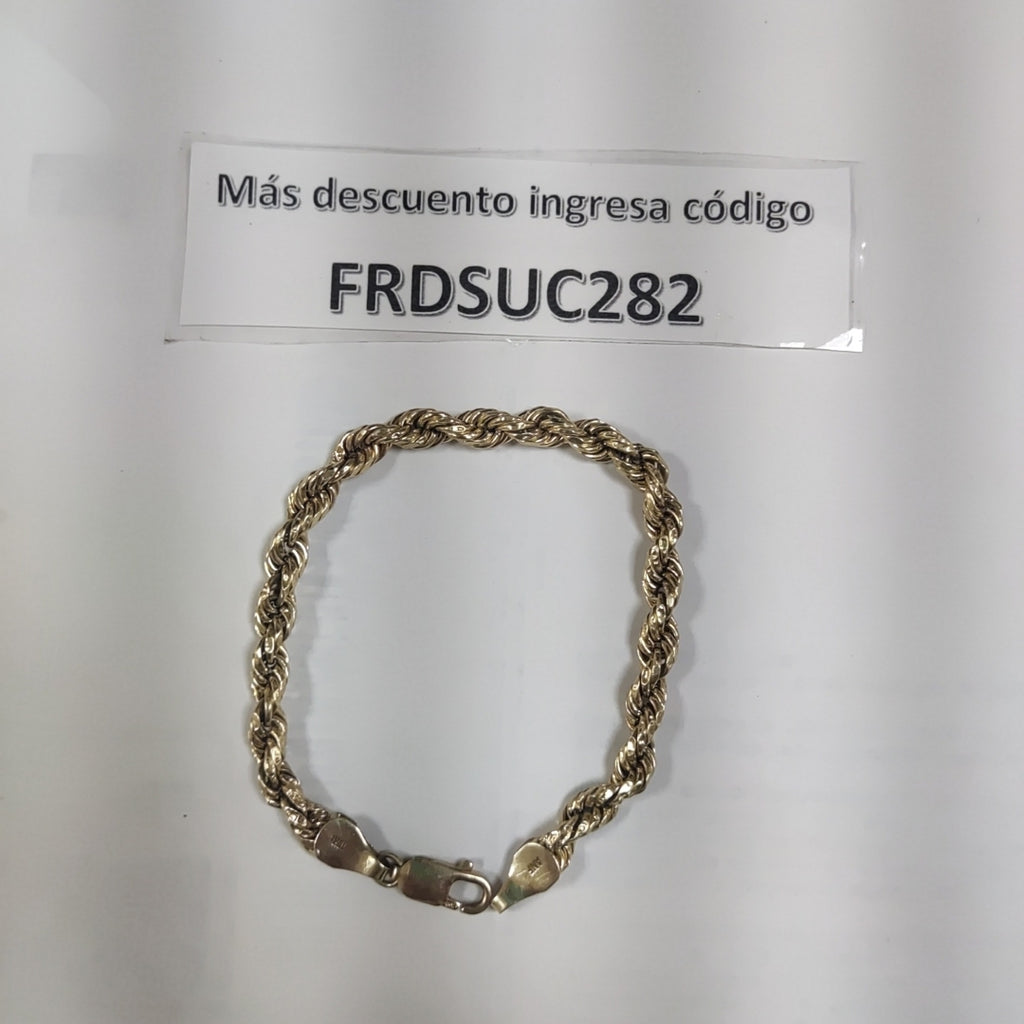 Más descuento ingresa código
FRDSUC282